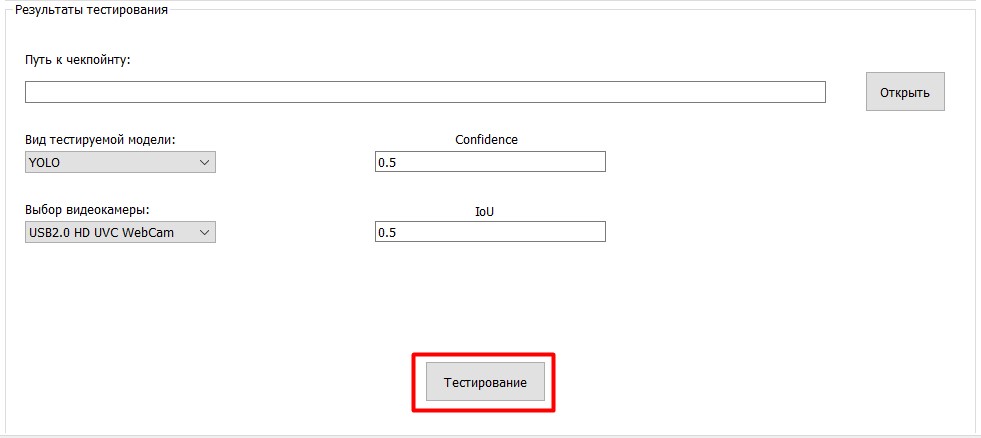 Результаты тестирования
Путь к чекпойнту:
Открыть
Вид тестируемой модели:
Confidence
YOLO
0.5
Выбор видеокамеры:
IoU
USB2.0 HD UVC WebCam
0.5
Тестирование